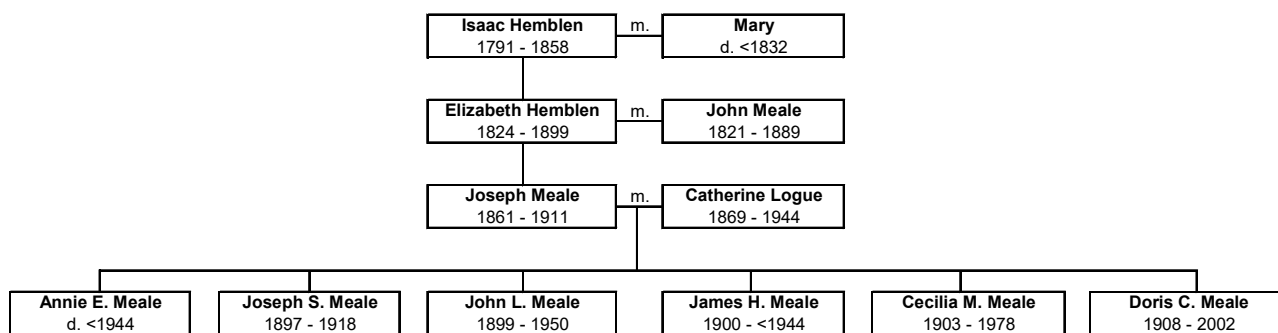 Isaac Hemblen m. Mary
1791 - 1858 d. <1832
Elizabeth Hemblen m. John Meale
1824 - 1899 1821 - 1889
Joseph Meale m. Catherine Logue
1861 - 1911 1869 - 1944
Annie E. Meale Joseph S. Meale John L. Meale James H. Meale Cecilia M. Meale Doris C. Meale
d. <1944 1897 - 1918 1899 - 1950 1900 - <1944 1903 - 1978 1908 - 2002